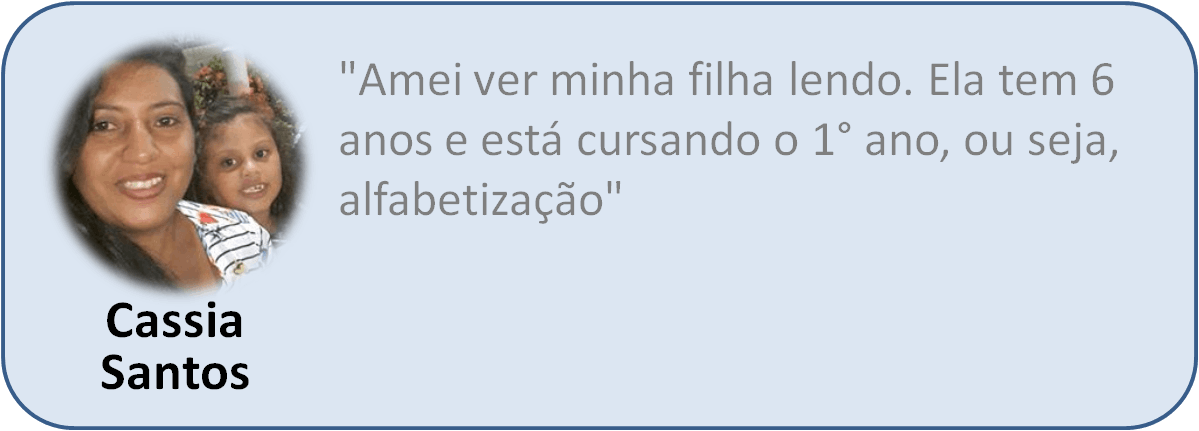 "Amei ver minha filha lendo. Ela tem 6
anos e está cursando o 1° ano, ou seja,
alfabetização"
Cassia
Santos